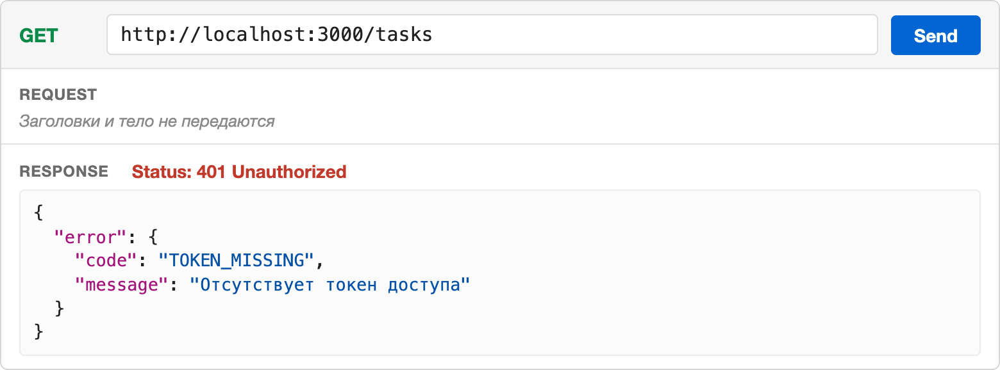 GET http://localhost:3000/tasks Send
REQUEST
Заголовки и тело не передаются
RESPONSE Status: 401 Unauthorized
{
  "error": {
    "code": "TOKEN_MISSING",
    "message": "Отсутствует токен доступа"
  }
}